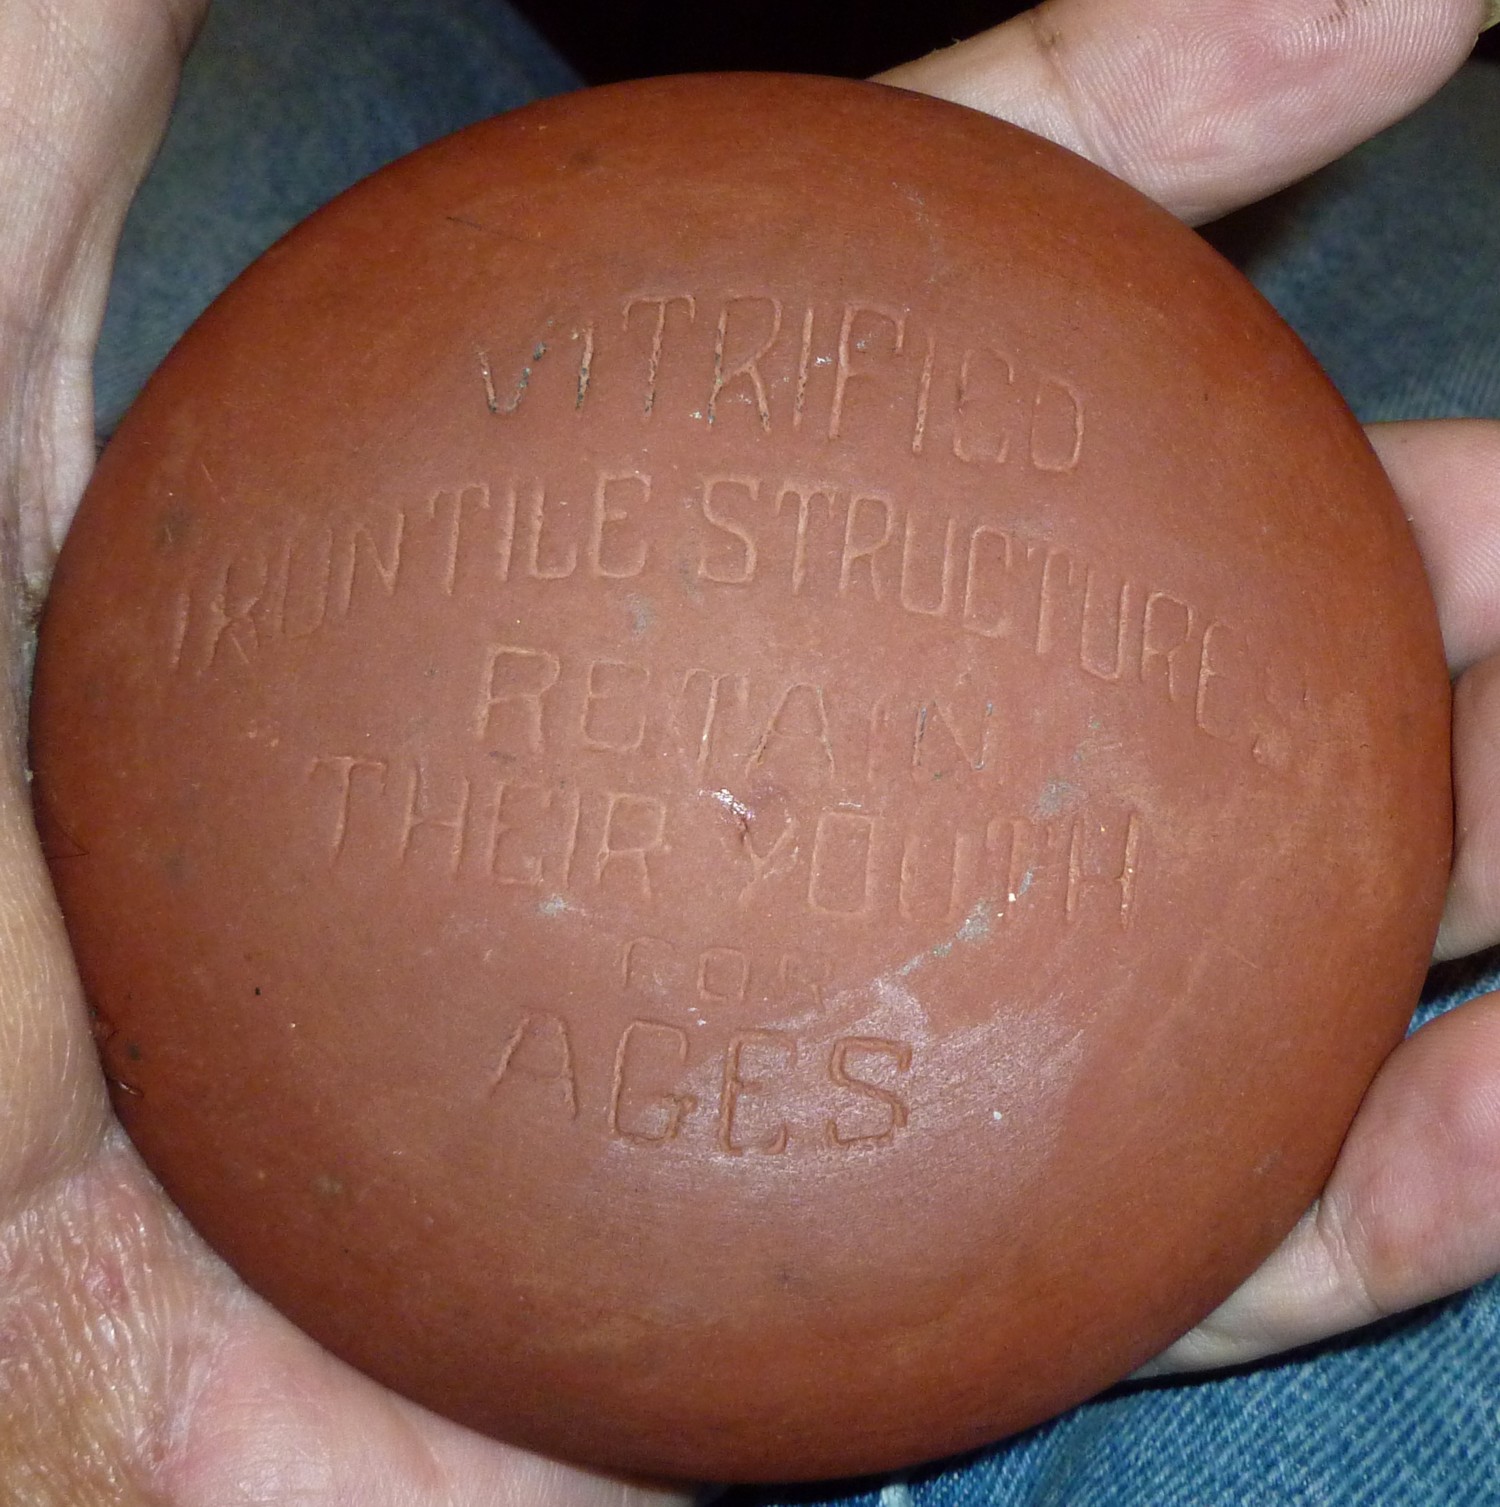 VITRIFIED
IRONTILE STRUCTURES
RETAIN
THEIR YOUTH
FOR
AGES